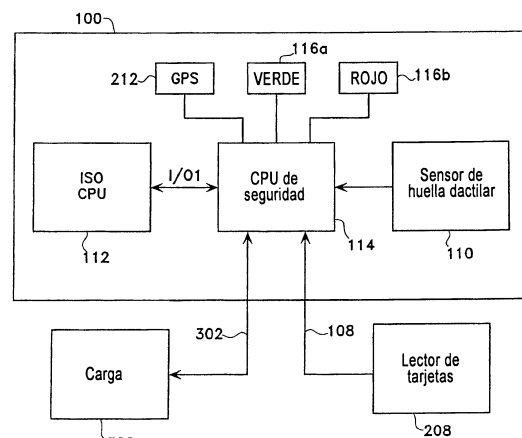 100
116a
212
GPS
VERDE
ROJO
116b
ISO
CPU
I/O1
CPU de
seguridad
Sensor de
huella dactilar
112
114
110
302
108
Carga
Lector de
tarjetas
208